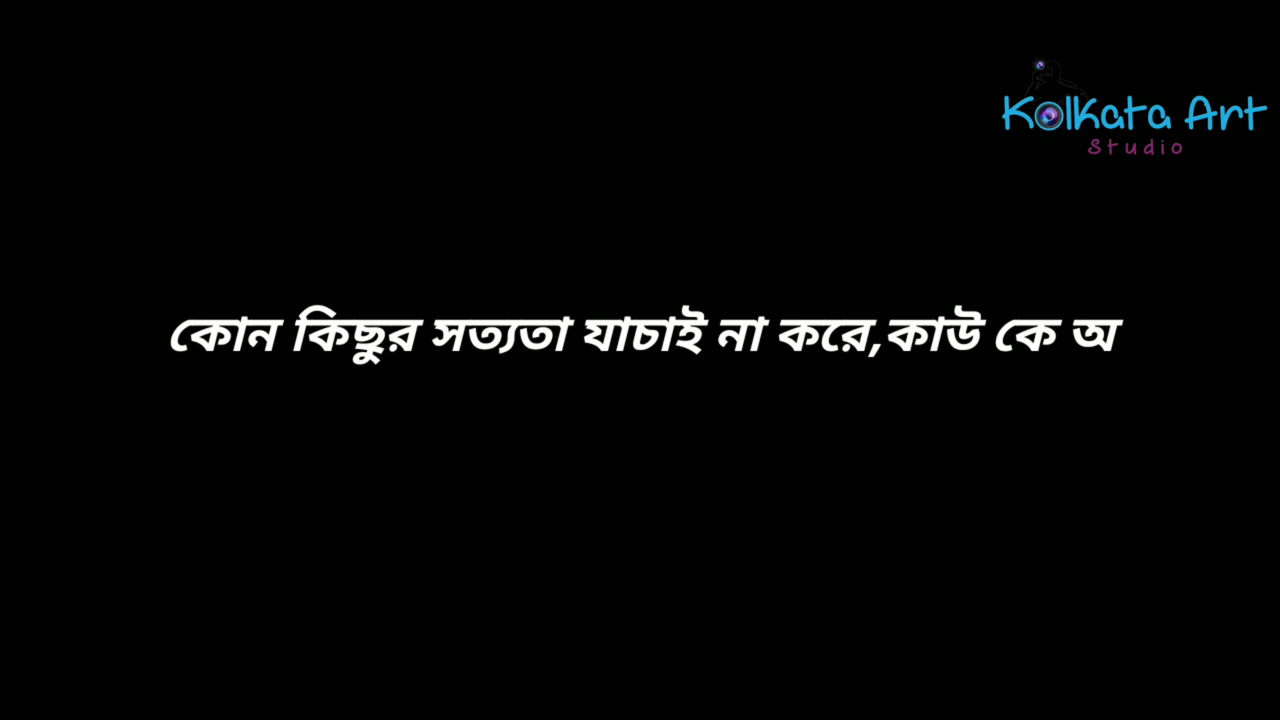 Kolkata Art
Studio
কোন কিছুর সত্যতা যাচাই না করে,কাউ কে অ